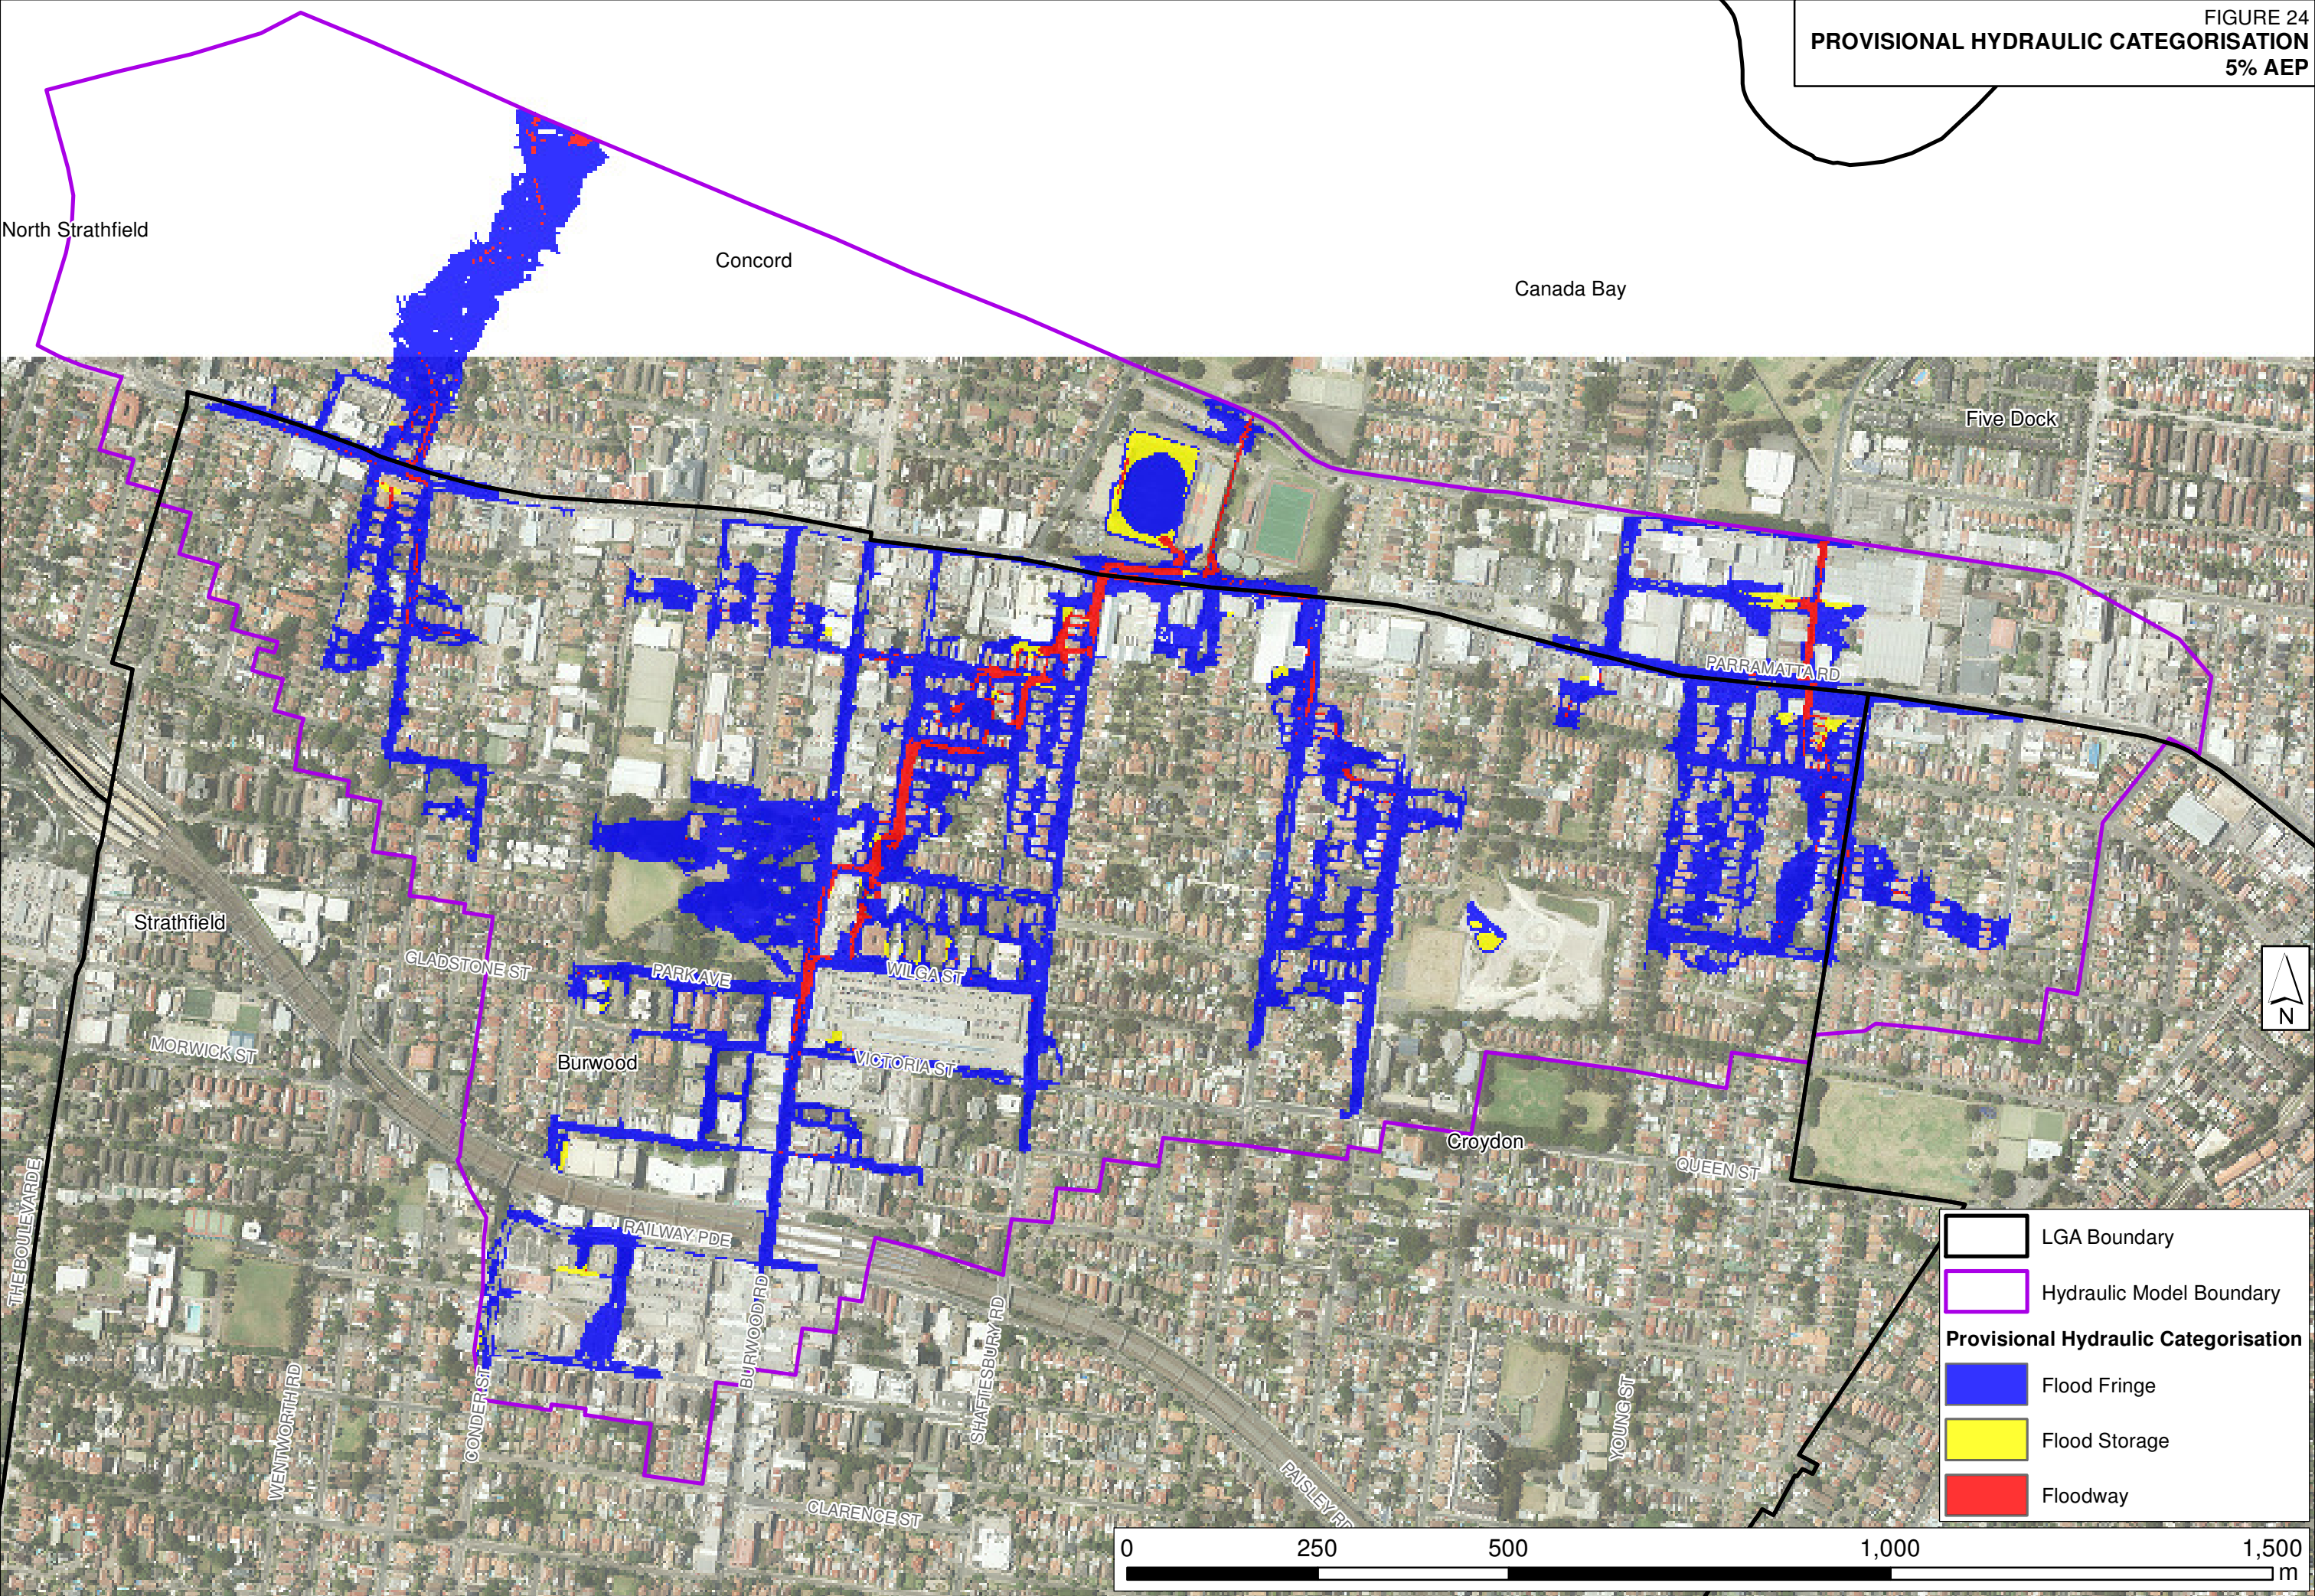 FIGURE 24
PROVISIONAL HYDRAULIC CATEGORISATION
5% AEP
North Strathfield
Concord
Canada Bay
Five Dock
PARRAMATTA RD
Strathfield
GLADSTONE ST
PARK AVE
WILGA ST
MORWICK ST
Burwood
VICTORIA ST
Croydon
QUEEN ST
THE BOULEVARDE
RAILWAY PDE
BURWOOD RD
SHAFTESBURY RD
WENTWORTH RD
CONDER ST
YOUNG ST
PAISLEY RD
CLARENCE ST
N
LGA Boundary
Hydraulic Model Boundary
Provisional Hydraulic Categorisation
Flood Fringe
Flood Storage
Floodway
0 250 500 1,000 1,500
m